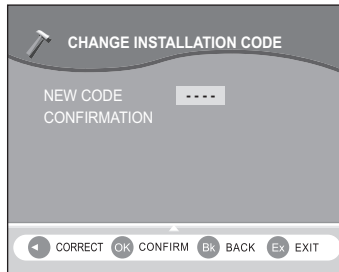 CHANGE INSTALLATION CODE
NEW CODE - - - -
CONFIRMATION
CORRECT OK CONFIRM Bk BACK Ex EXIT